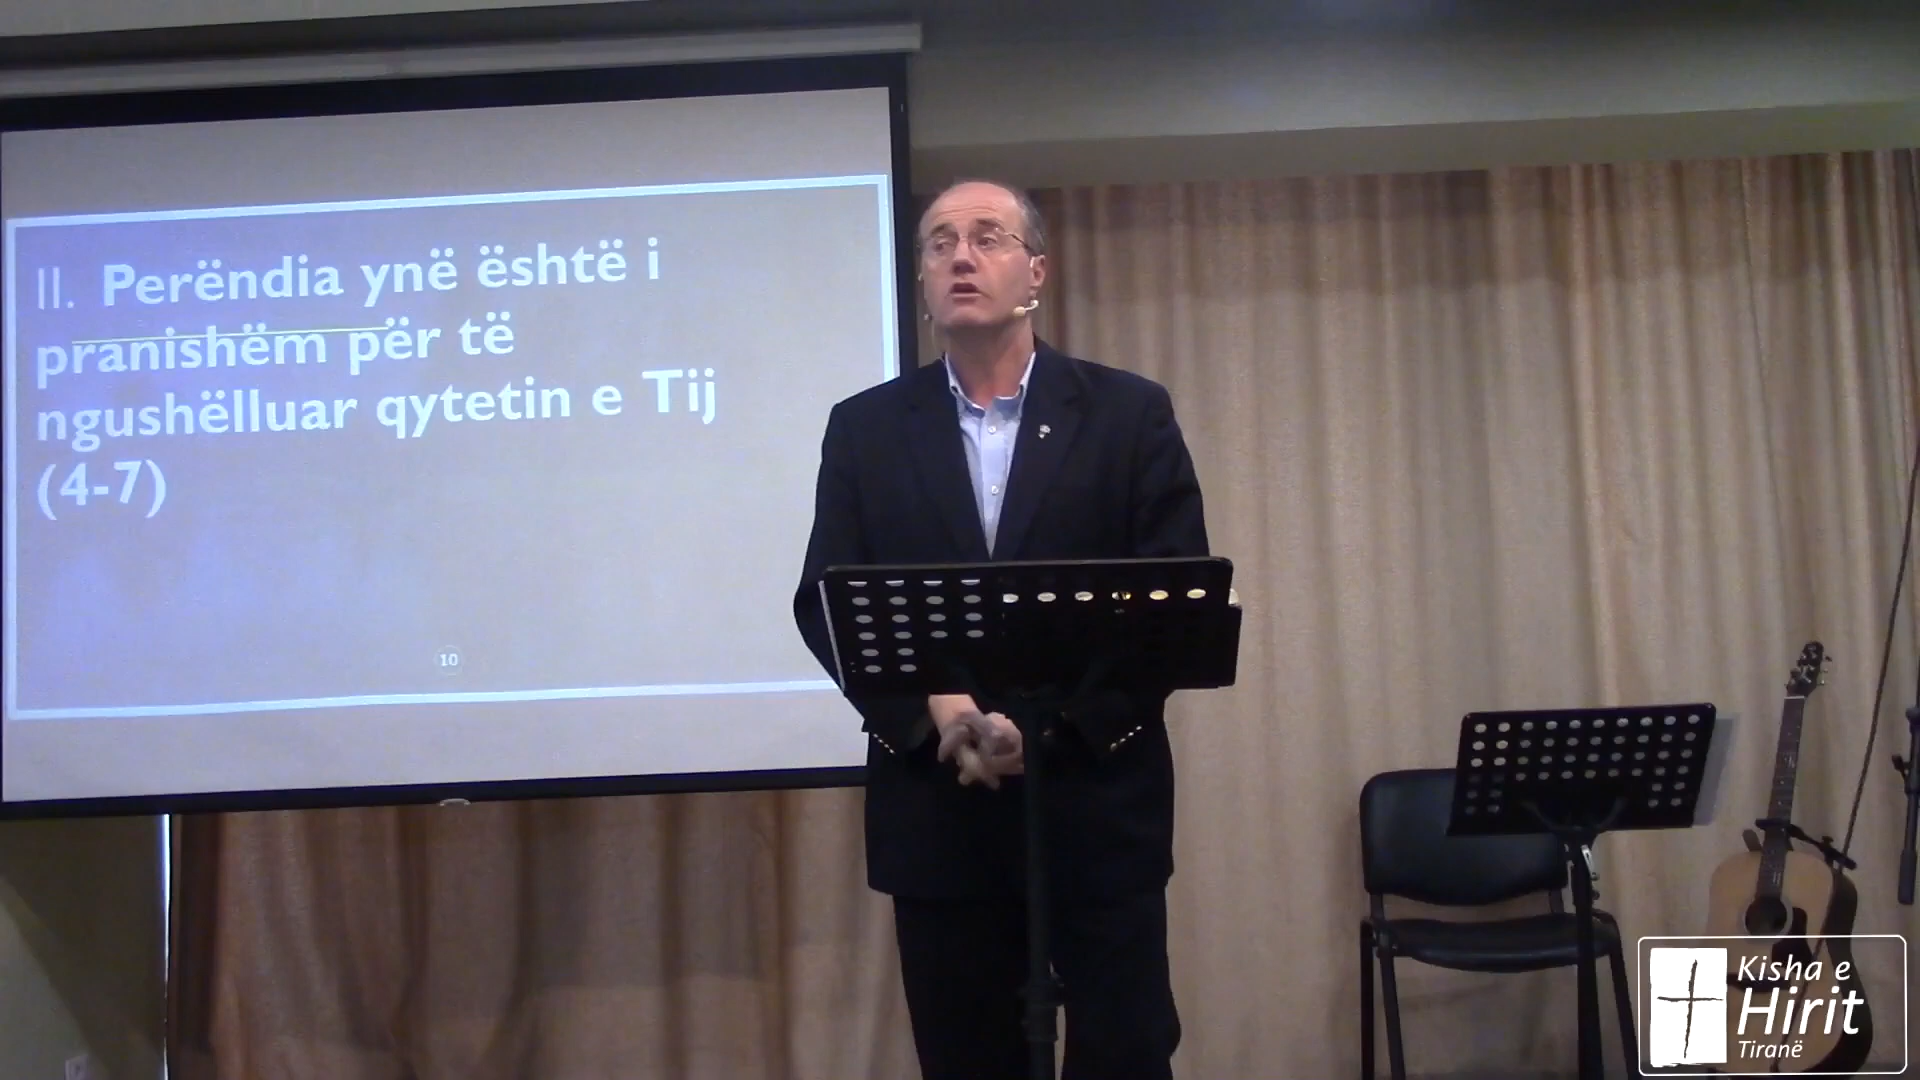 II. Perëndia ynë është i
pranishëm për të
ngushëlluar qytetin e Tij
(4-7)
10
Kisha e
Hirit
Tiranë